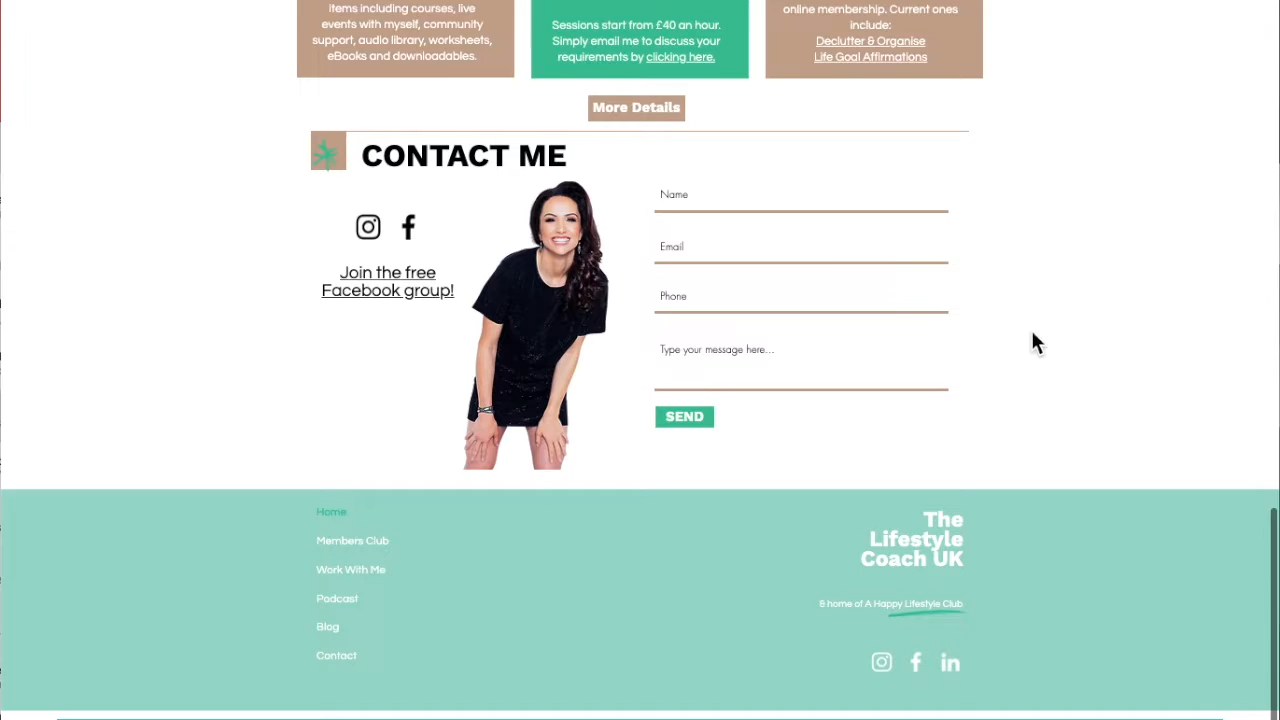 items including courses, live
events with myself, community
support, audio library, worksheets,
eBooks and downloadables.
Sessions start from £40 an hour.
Simply email me to discuss your
requirements by clicking here.
online membership. Current ones
include:
Declutter & Organise
Life Goal Affirmations
More Details
CONTACT ME
Join the free
Facebook group!
Name
Email
Phone
Type your message here...
SEND
Home
Members Club
Work With Me
Podcast
Blog
Contact
The
Lifestyle
Coach UK
& home of A Happy Lifestyle Club